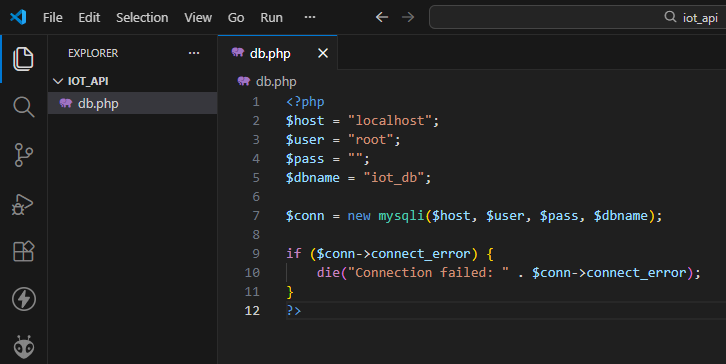 File Edit Selection View Go Run ··· iot_api
EXPLORER ···
IOT_API
db.php
db.php
db.php
1 <?php
2 $host = "localhost";
3 $user = "root";
4 $pass = "";
5 $dbname = "iot_db";
6
7 $conn = new mysqli($host, $user, $pass, $dbname);
8
9 if ($conn->connect_error) {
10     die("Connection failed: " . $conn->connect_error);
11 }
12 ?>